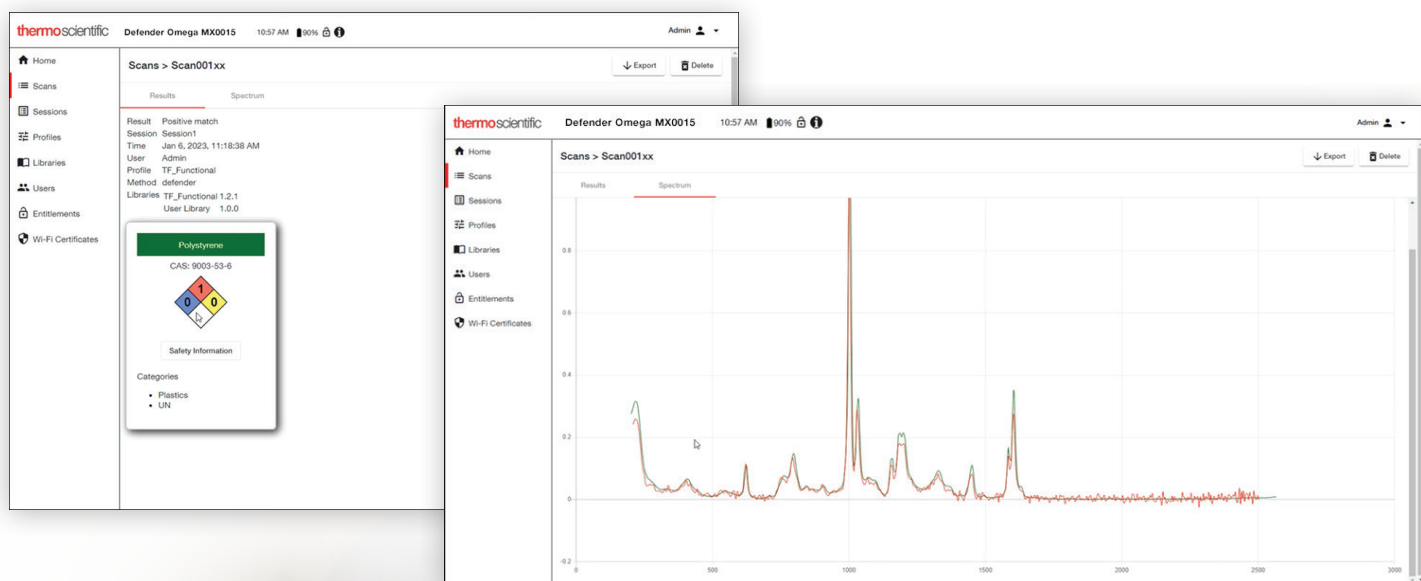 thermoscientific Defender Omega MX0015 10:57 AM 90% Admin
Home
Scans
Sessions
Profiles
Libraries
Users
Entitlements
Wi-Fi Certificates
Scans > Scan001xx Export Delete
Results Spectrum
Result Positive match
Session Session1
Time Jan 6, 2023, 11:18:38 AM
User Admin
Profile TF_Functional
Method defender
Libraries TF_Functional 1.2.1
User Library 1.0.0
Polystyrene
CAS: 9003-53-6
1
0 0
Safety Information
Categories
• Plastics
• UN
thermoscientific Defender Omega MX0015 10:57 AM 90% Admin
Home
Scans
Sessions
Profiles
Libraries
Users
Entitlements
Wi-Fi Certificates
Scans > Scan001xx Export Delete
Results Spectrum
0.8
0.6
0.4
0.2
0
-0.2
0 500 1000 1500 2000 2500 3000